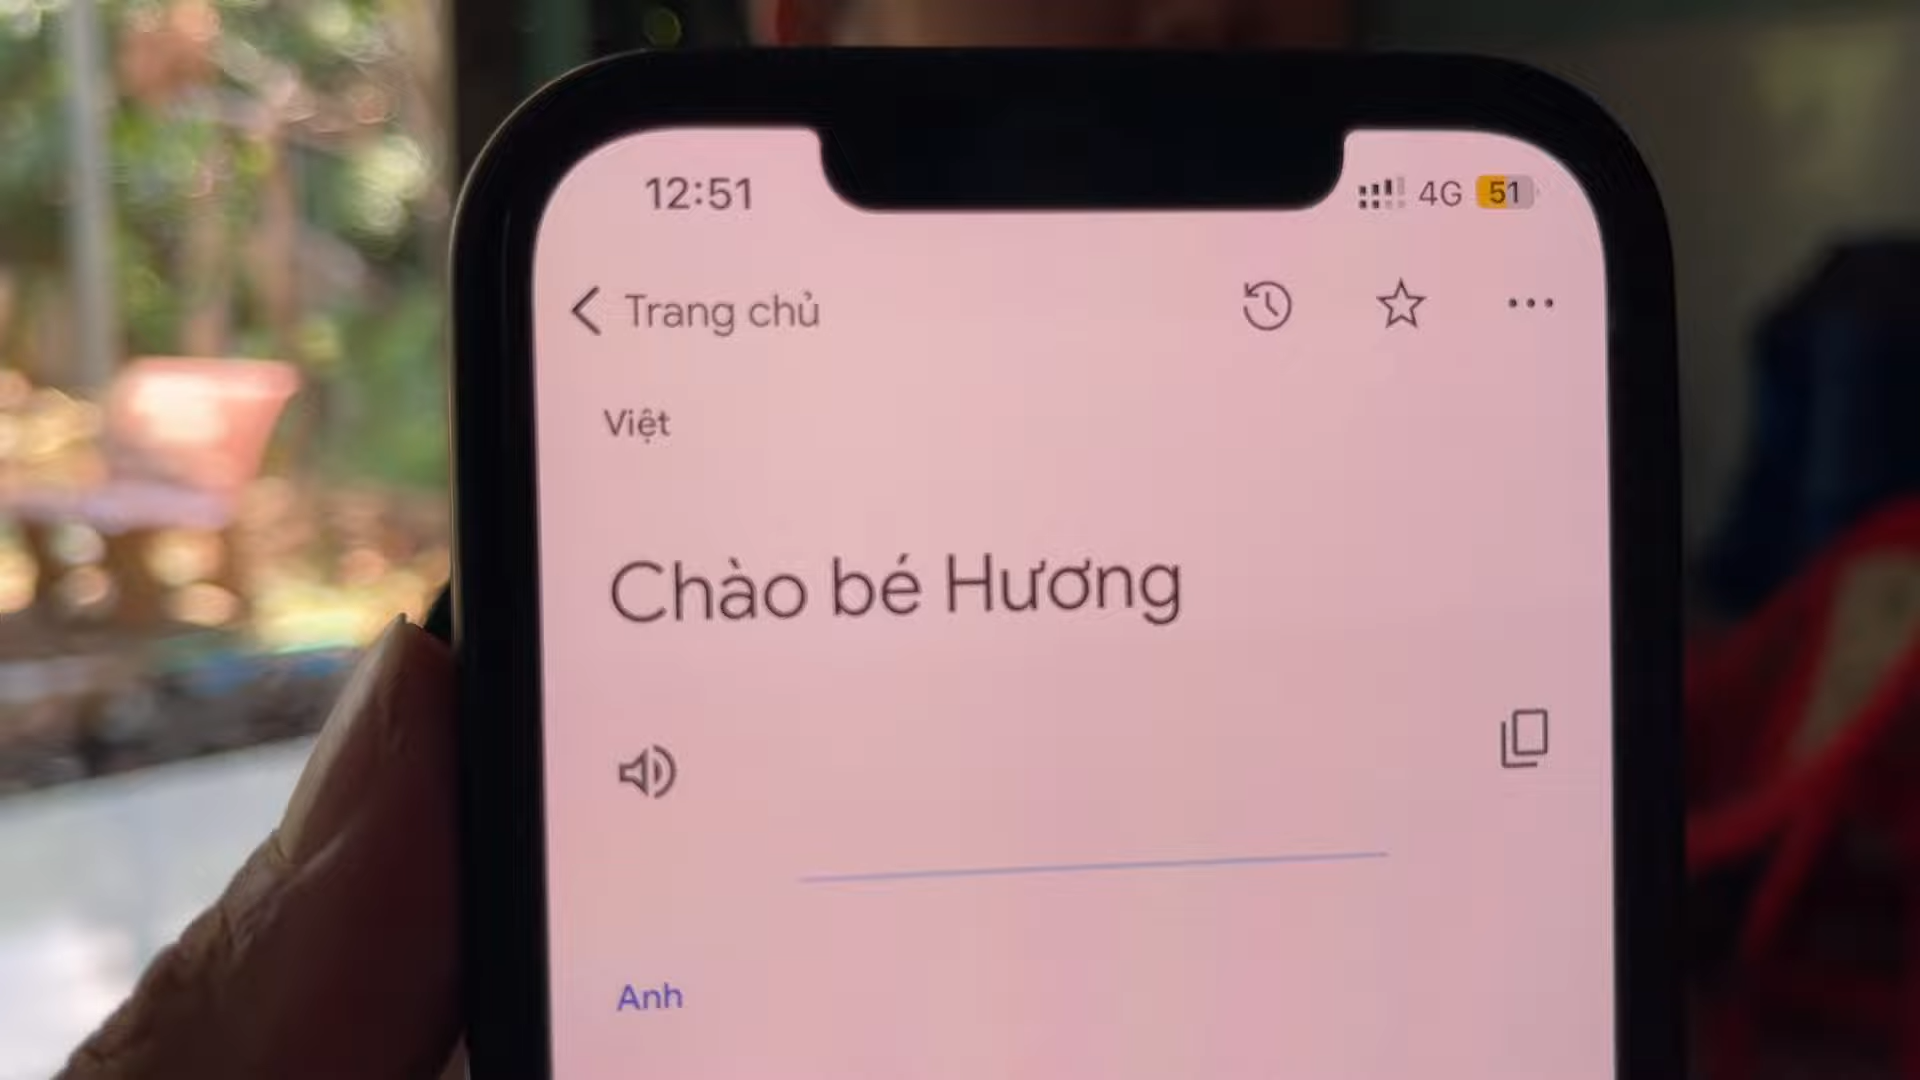 12:51 4G 51
Trang chủ
Việt
Chào bé Hương
Anh